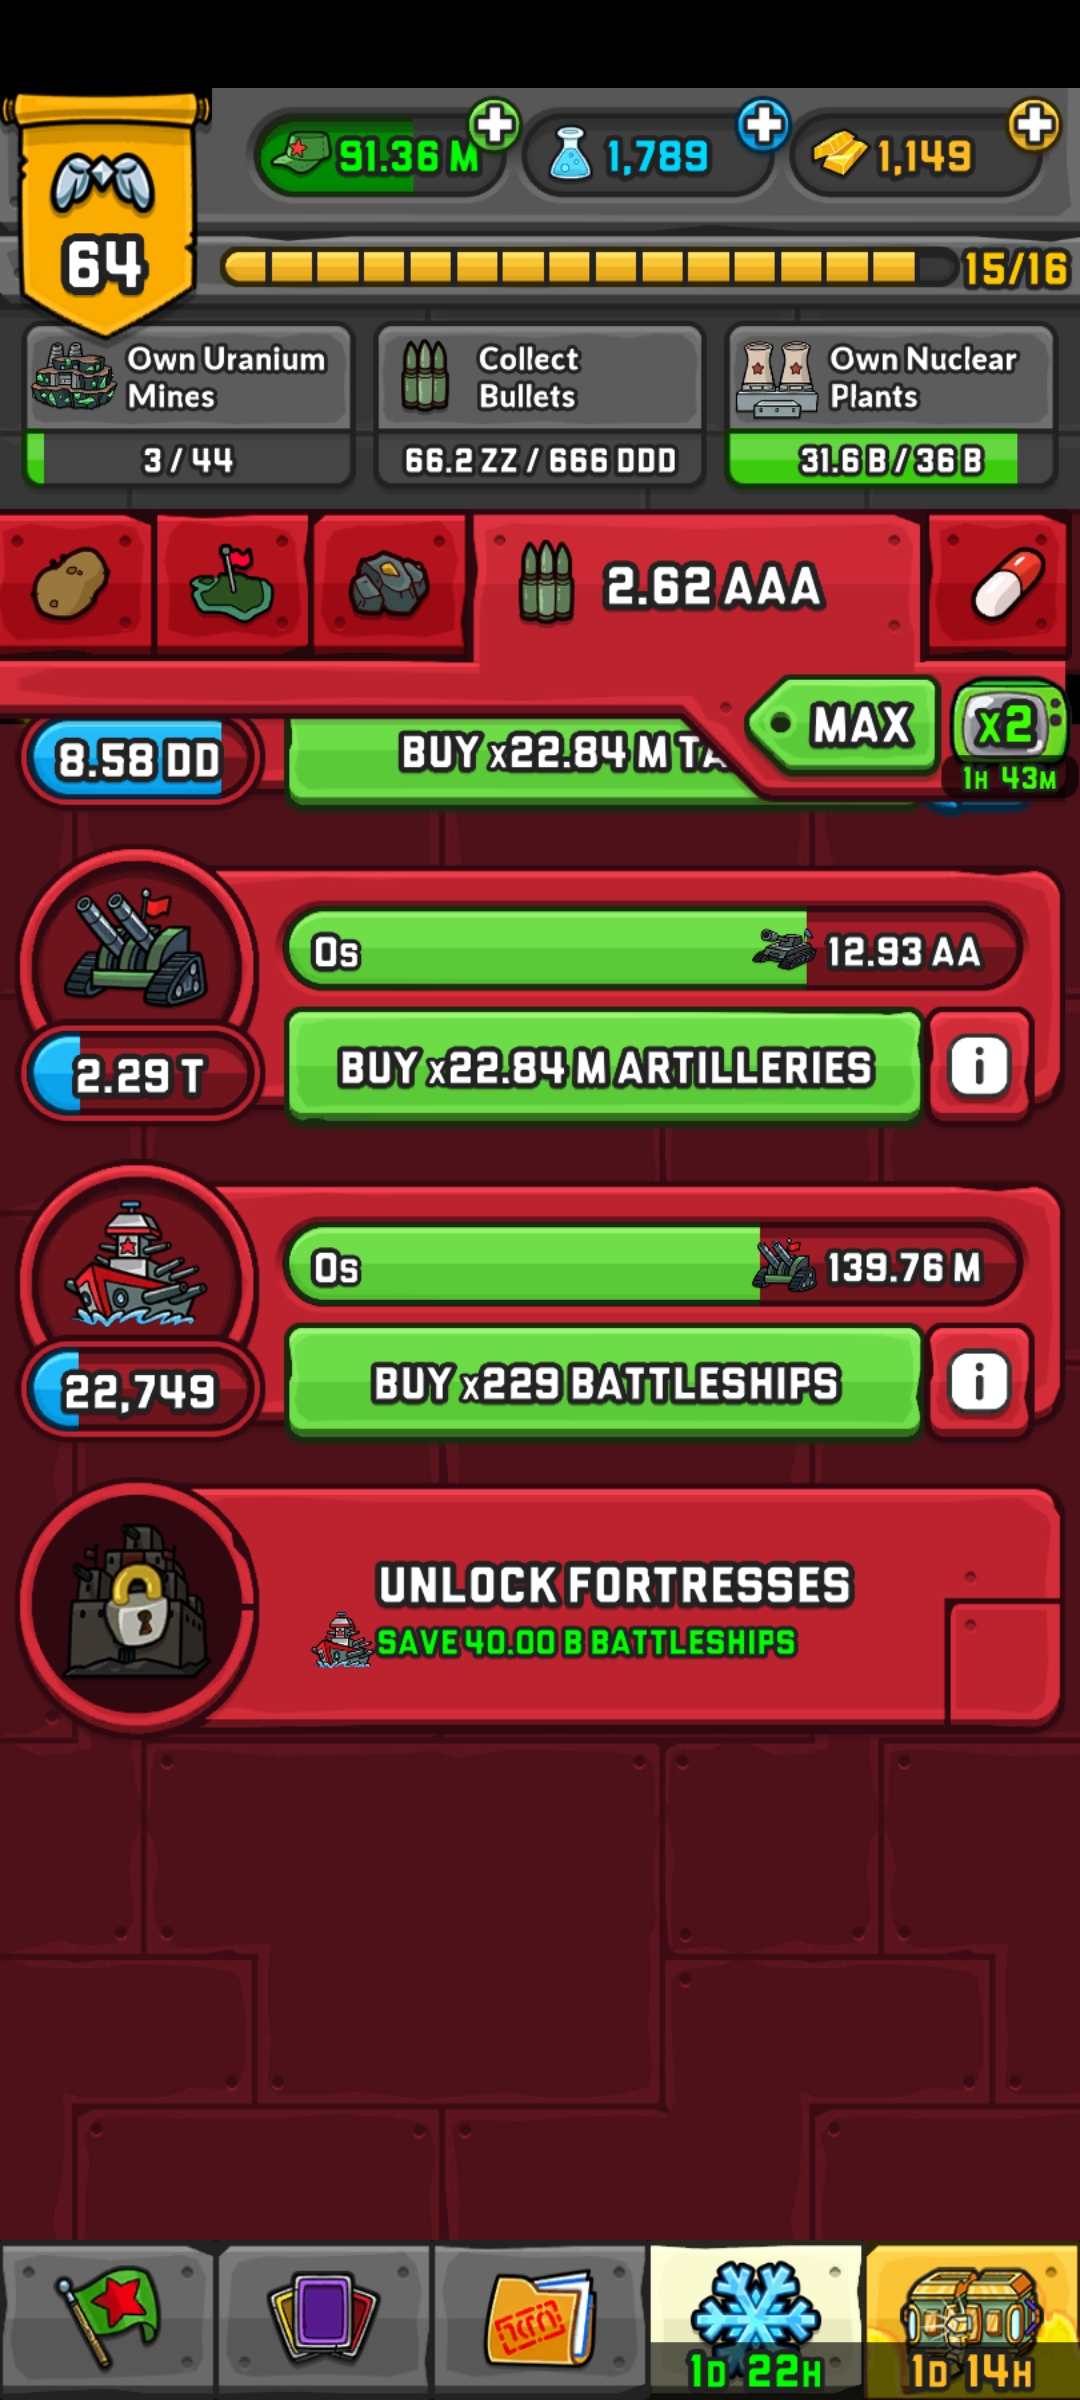 91.36 M
1,789
1,149
64
15/16
Own Uranium
Mines
3 / 44
Collect
Bullets
66.2 ZZ / 666 DDD
Own Nuclear
Plants
31.6 B / 36 B
2.62 AAA
MAX
x2
1H 43M
8.58 DD
BUY x22.84 M TA
0s
12.93 AA
2.29 T
BUY x22.84 M ARTILLERIES
i
0s
139.76 M
22,749
BUY x229 BATTLESHIPS
i
UNLOCK FORTRESSES
SAVE 40.00 B BATTLESHIPS
1D 22H
1D 14H